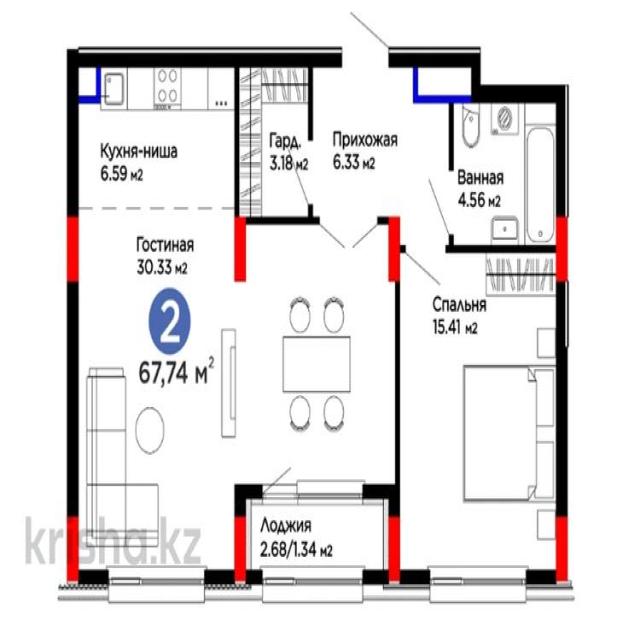 Кухня-ниша
6.59 м2
Гард.
3.18 м2
Прихожая
6.33 м2
Ванная
4.56 м2
Гостиная
30.33 м2
2
67,74 м2
Спальня
15.41 м2
Лоджия
2.68/1.34 м2
krisha.kz